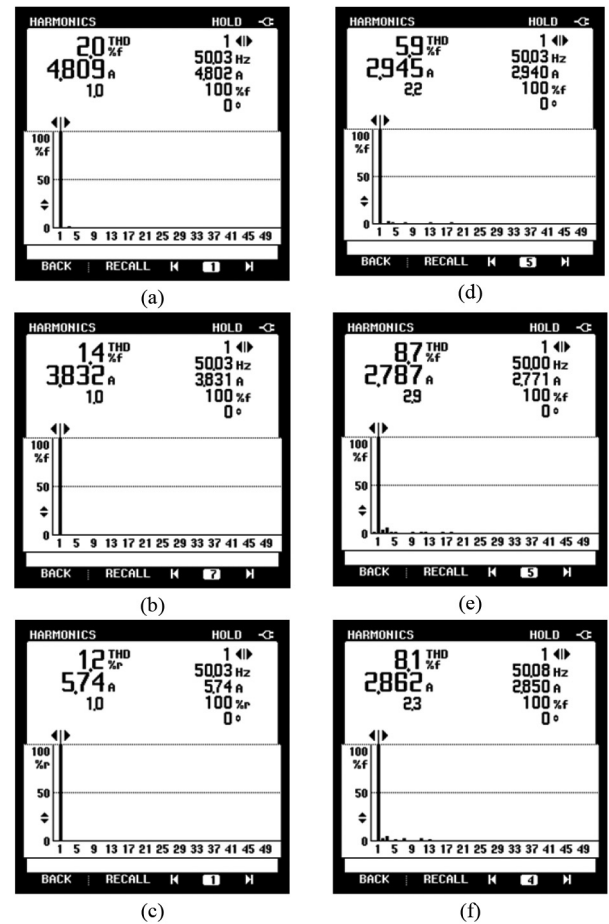 HARMONICS HOLD
2.0 THD %f 1
4.809 A 50.03 Hz
1.0 4.802 A
100 %f
0 °
100
%f
50
0
1 5 9 13 17 21 25 29 33 37 41 45 49
BACK RECALL 1
(a)
HARMONICS HOLD
5.9 THD %f 1
2.945 A 50.03 Hz
2.2 2.940 A
100 %f
0 °
100
%f
50
0
1 5 9 13 17 21 25 29 33 37 41 45 49
BACK RECALL 5
(d)
HARMONICS HOLD
1.4 THD %f 1
3.832 A 50.03 Hz
1.0 3.831 A
100 %f
0 °
100
%f
50
0
1 5 9 13 17 21 25 29 33 37 41 45 49
BACK RECALL 7
(b)
HARMONICS HOLD
8.7 THD %f 1
2.787 A 50.00 Hz
2.9 2.771 A
100 %f
0 °
100
%f
50
0
1 5 9 13 17 21 25 29 33 37 41 45 49
BACK RECALL 5
(e)
HARMONICS HOLD
1.2 THD %r 1
5.74 A 50.03 Hz
1.0 5.74 A
100 %r
0 °
100
%r
50
0
1 5 9 13 17 21 25 29 33 37 41 45 49
BACK RECALL 1
(c)
HARMONICS HOLD
8.1 THD %f 1
2.862 A 50.08 Hz
2.3 2.850 A
100 %f
0 °
100
%f
50
0
1 5 9 13 17 21 25 29 33 37 41 45 49
BACK RECALL 4
(f)